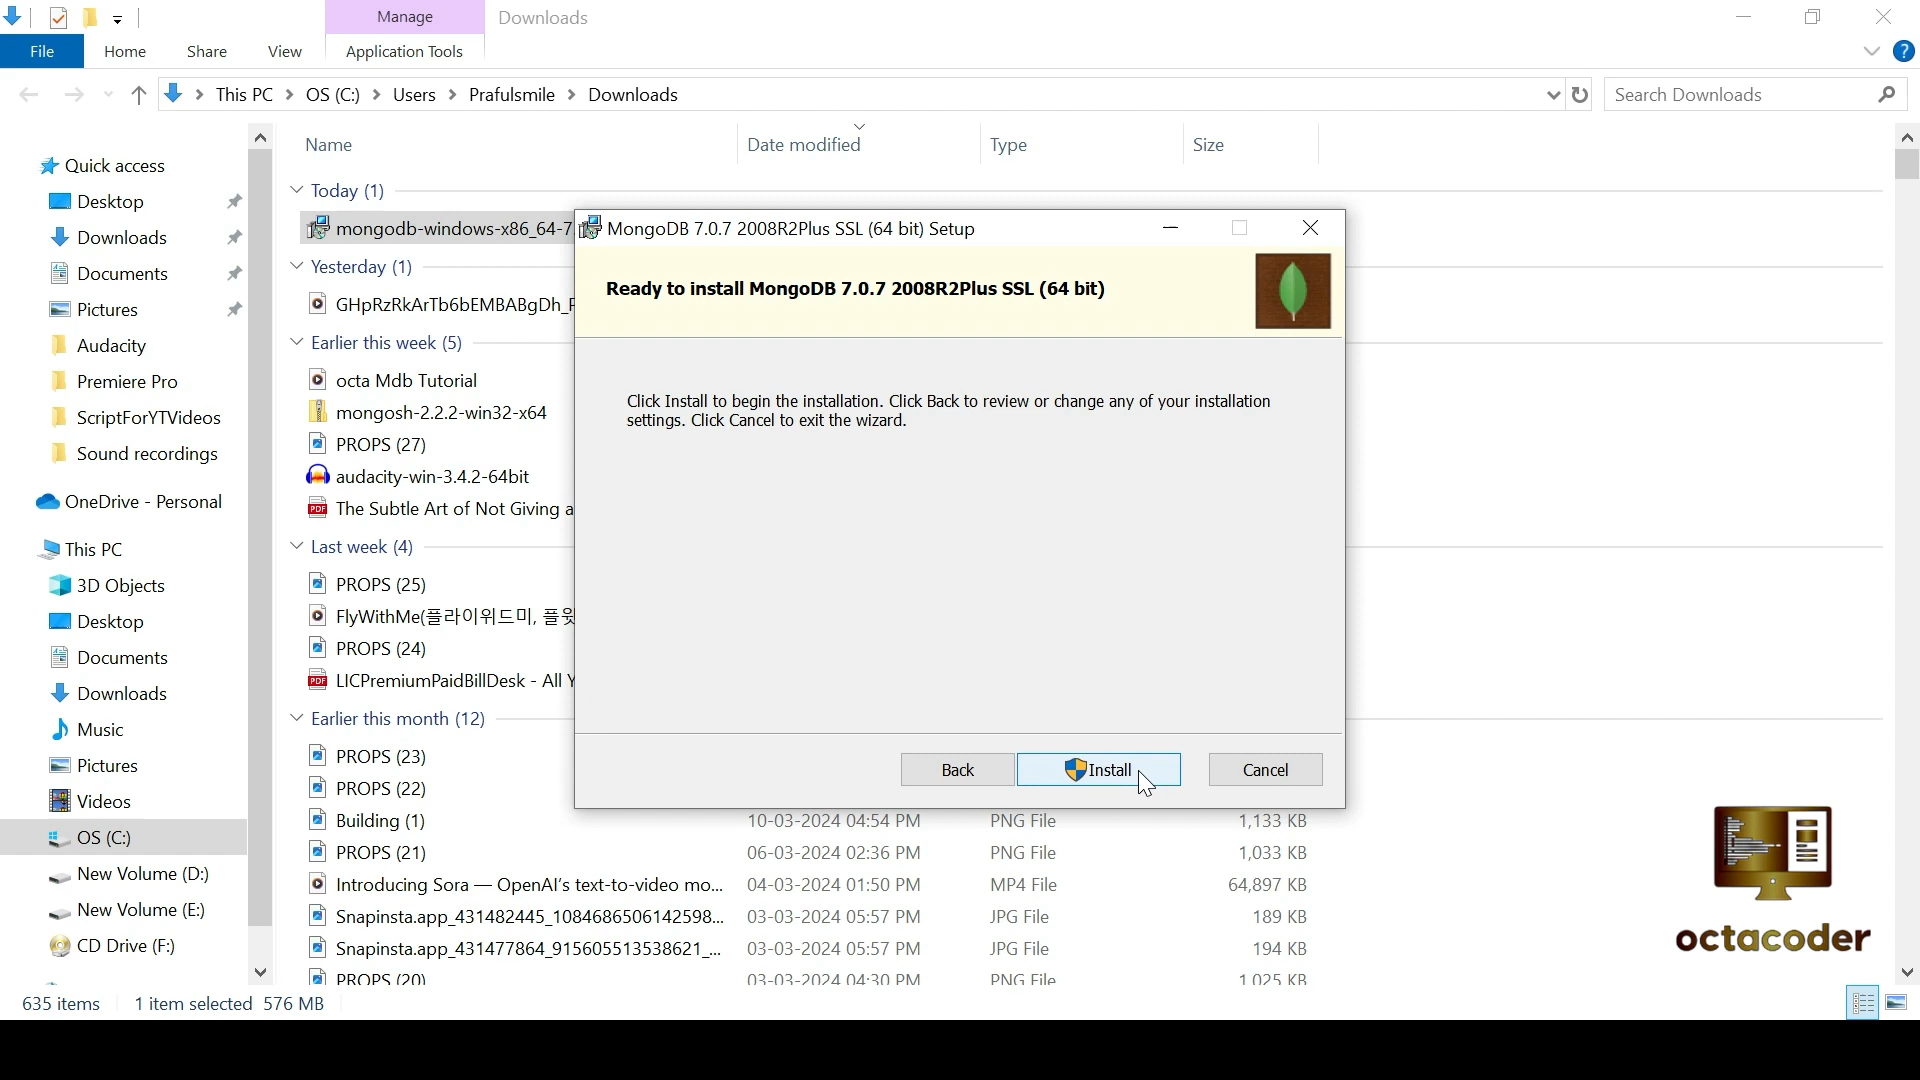 Manage
Downloads
File
Home
Share
View
Application Tools
?
This PC
OS (C:)
Users
Prafulsmile
Downloads
Search Downloads
Name
Date modified
Type
Size
Quick access
Desktop
Downloads
Documents
Pictures
Audacity
Premiere Pro
ScriptForYTVideos
Sound recordings
OneDrive - Personal
This PC
3D Objects
Desktop
Documents
Downloads
Music
Pictures
Videos
OS (C:)
New Volume (D:)
New Volume (E:)
CD Drive (F:)
Today (1)
mongodb-windows-x86_64-7
Yesterday (1)
GHpRzRkArTb6bEMBABgDh_
Earlier this week (5)
octa Mdb Tutorial
mongosh-2.2.2-win32-x64
PROPS (27)
audacity-win-3.4.2-64bit
PDF The Subtle Art of Not Giving a
Last week (4)
PROPS (25)
FlyWithMe(플라이위드미, 플윗
PROPS (24)
PDF LICPremiumPaidBillDesk - All Y
Earlier this month (12)
PROPS (23)
PROPS (22)
Building (1) 10-03-2024 04:54 PM PNG File 1,133 KB
PROPS (21) 06-03-2024 02:36 PM PNG File 1,033 KB
Introducing Sora — OpenAI's text-to-video mo... 04-03-2024 01:50 PM MP4 File 64,897 KB
Snapinsta.app_431482445_1084686506142598... 03-03-2024 05:57 PM JPG File 189 KB
Snapinsta.app_431477864_915605513538621_... 03-03-2024 05:57 PM JPG File 194 KB
PROPS (20) 03-03-2024 04:30 PM PNG File 1,025 KB
MongoDB 7.0.7 2008R2Plus SSL (64 bit) Setup
Ready to install MongoDB 7.0.7 2008R2Plus SSL (64 bit)
Click Install to begin the installation. Click Back to review or change any of your installation
settings. Click Cancel to exit the wizard.
Back
Install
Cancel
octacoder
635 items
1 item selected 576 MB